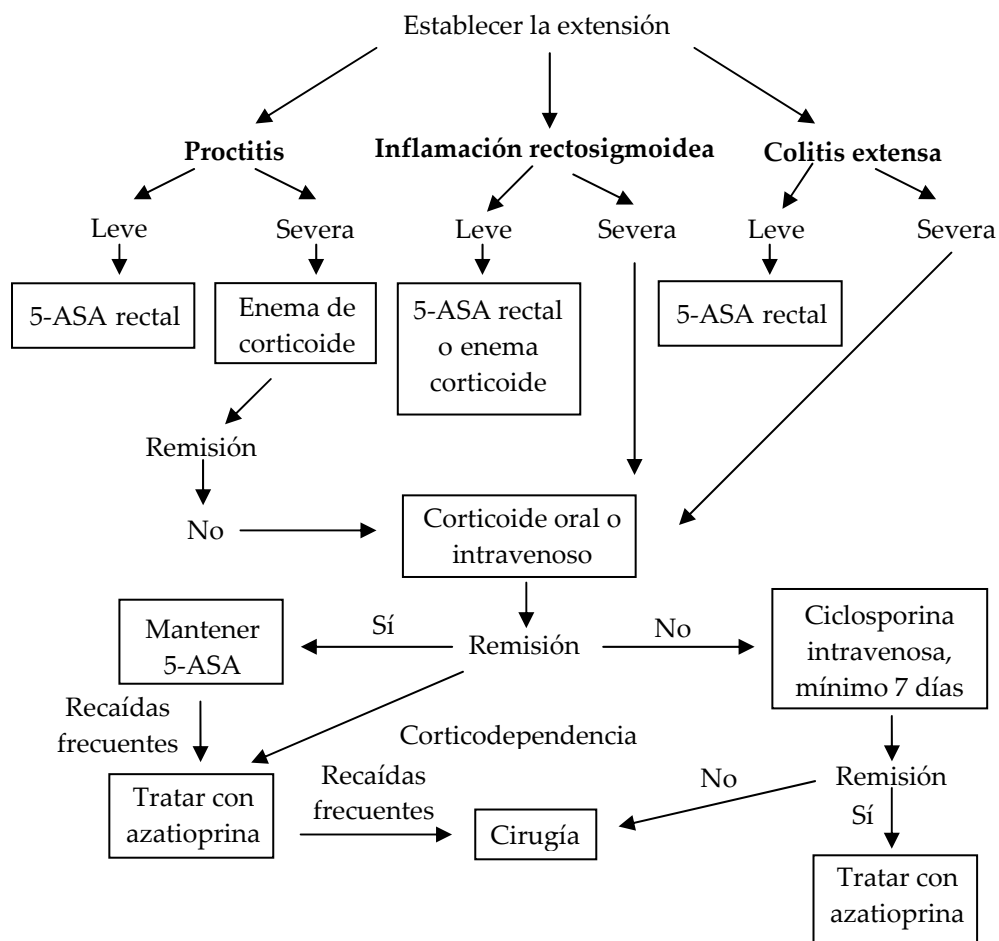 Establecer la extensión
Proctitis
Inflamación rectosigmoidea
Colitis extensa
Leve
Severa
Leve
Severa
Leve
Severa
5-ASA rectal
Enema de
corticoide
5-ASA rectal
o enema
corticoide
5-ASA rectal
Remisión
No
Corticoide oral o
intravenoso
Mantener
5-ASA
Sí
Remisión
No
Ciclosporina
intravenosa,
mínimo 7 días
Recaídas
frecuentes
Corticodependencia
Tratar con
azatioprina
Recaídas
frecuentes
Cirugía
No
Remisión
Sí
Tratar con
azatioprina